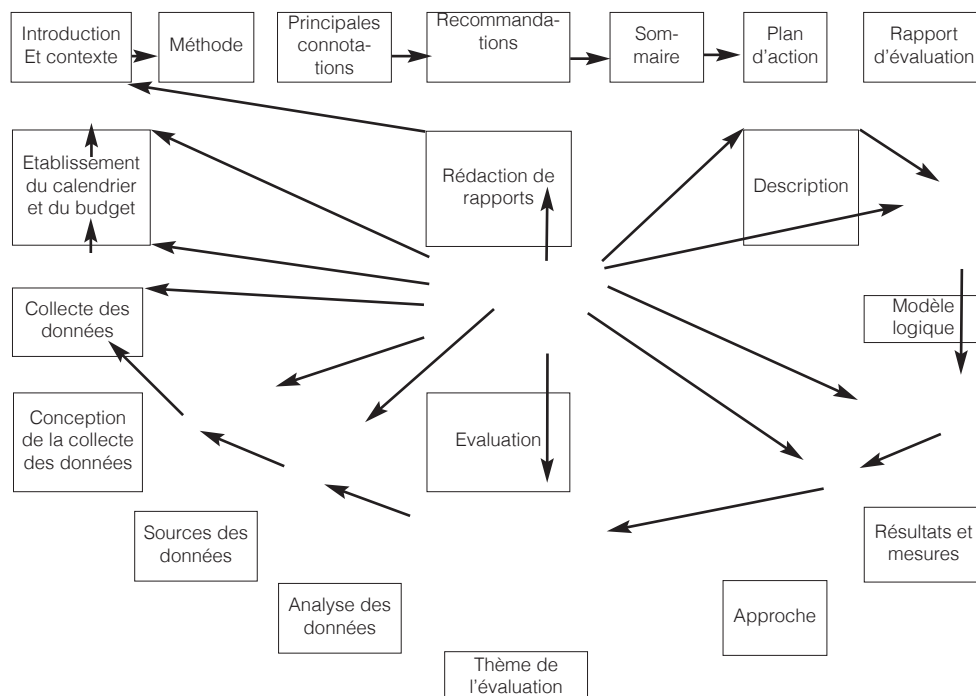 Introduction
Et contexte
Méthode
Principales
connota-
tions
Recommanda-
tions
Som-
maire
Plan
d'action
Rapport
d'évaluation
Etablissement
du calendrier
et du budget
Rédaction de
rapports
Description
Collecte des
données
Modèle
logique
Conception
de la collecte
des données
Evaluation
Sources des
données
Résultats et
mesures
Analyse des
données
Approche
Thème de
l'évaluation